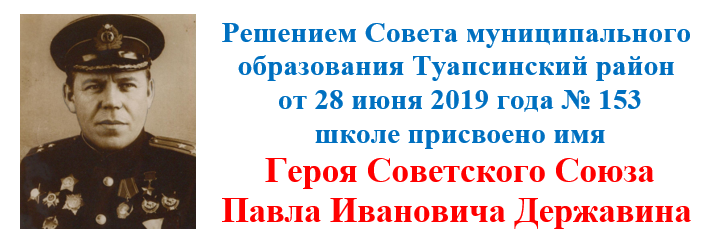 Решением Совета муниципального
образования Туапсинский район
от 28 июня 2019 года № 153
школе присвоено имя
Героя Советского Союза
Павла Ивановича Державина